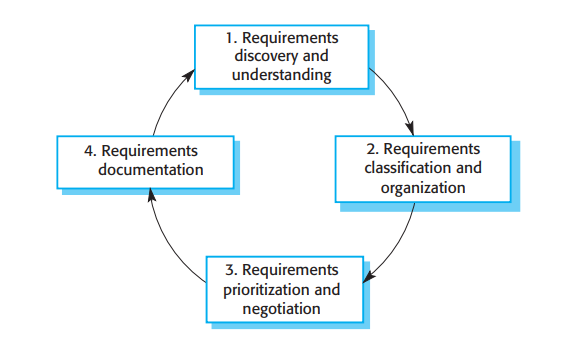 1. Requirements
discovery and
understanding
2. Requirements
classification and
organization
3. Requirements
prioritization and
negotiation
4. Requirements
documentation